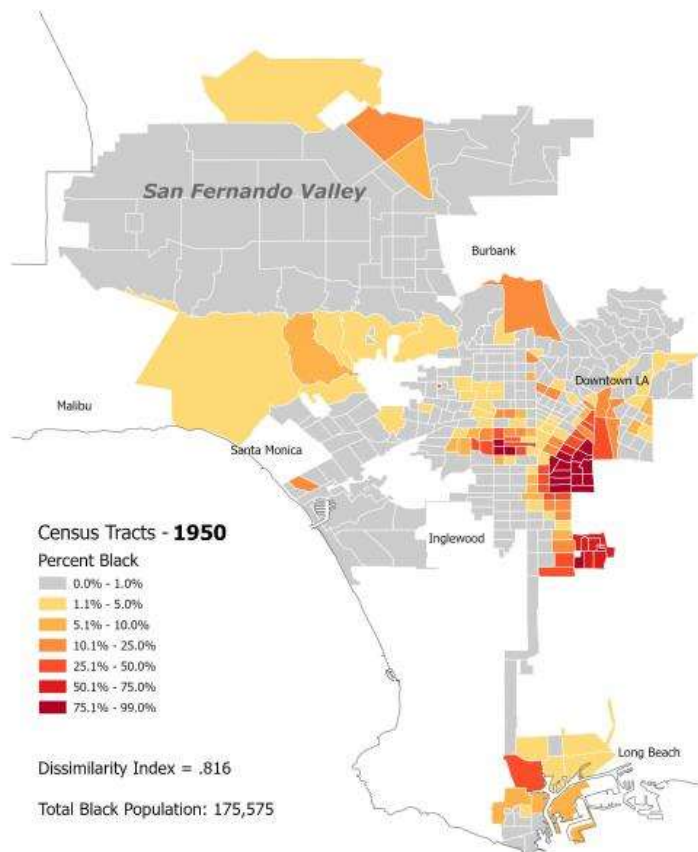 San Fernando Valley
Burbank
Downtown LA
Malibu
Santa Monica
Inglewood
Census Tracts - 1950
Percent Black
0.0% - 1.0%
1.1% - 5.0%
5.1% - 10.0%
10.1% - 25.0%
25.1% - 50.0%
50.1% - 75.0%
75.1% - 99.0%
Long Beach
Dissimilarity Index = .816
Total Black Population: 175,575